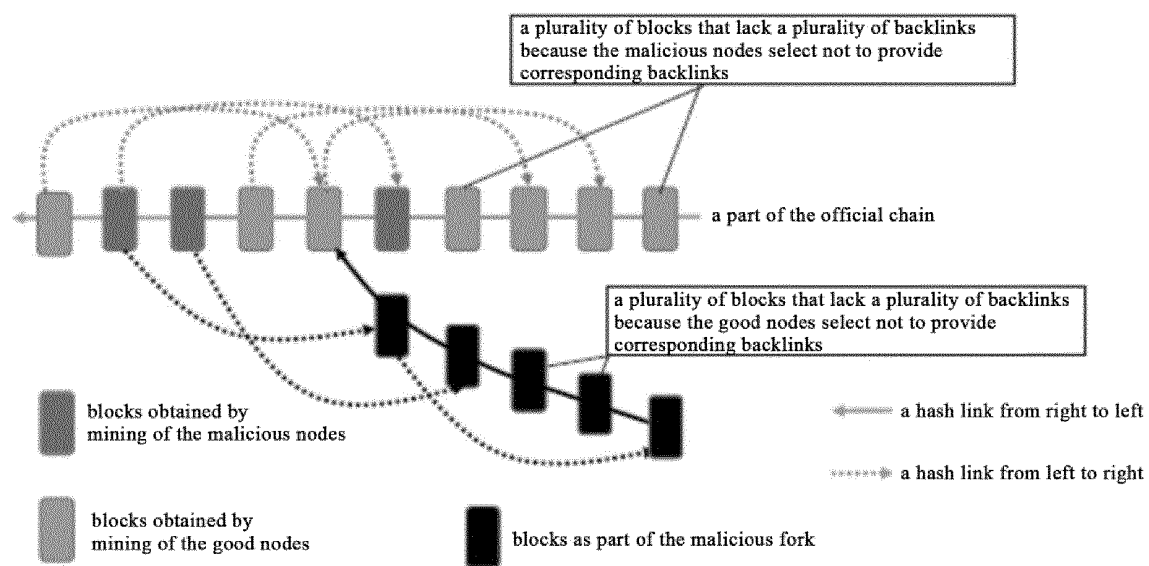 a plurality of blocks that lack a plurality of backlinks
because the malicious nodes select not to provide
corresponding backlinks
a part of the official chain
a plurality of blocks that lack a plurality of backlinks
because the good nodes select not to provide
corresponding backlinks
blocks obtained by
mining of the malicious nodes
a hash link from right to left
a hash link from left to right
blocks obtained by
mining of the good nodes
blocks as part of the malicious fork